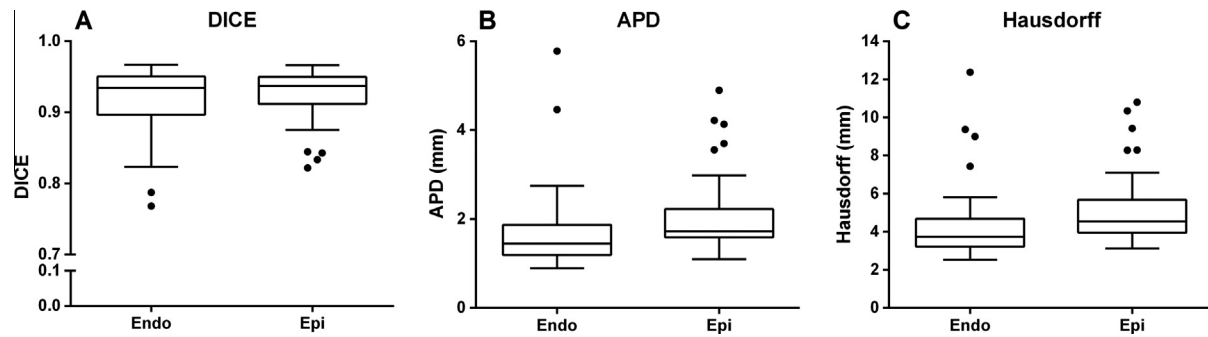 A DICE
DICE
1.0
0.9
0.8
0.7
0.1
0.0
Endo Epi
B APD
APD (mm)
6
4
2
0
Endo Epi
C Hausdorff
Hausdorff (mm)
14
12
10
8
6
4
2
0
Endo Epi